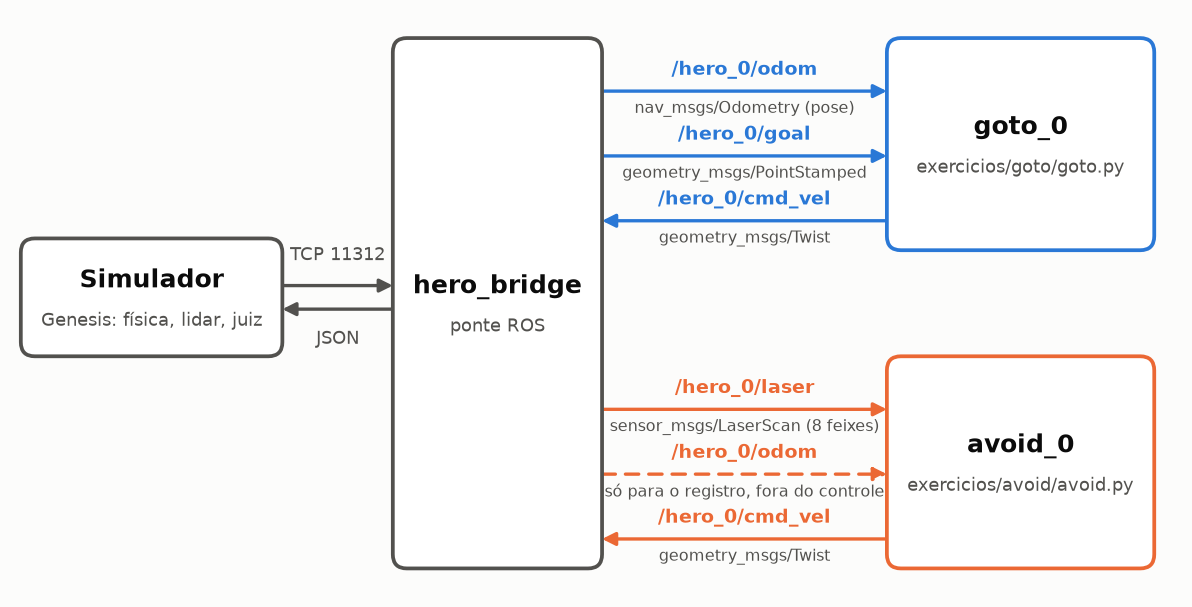 Simulador
Genesis: física, lidar, juiz
TCP 11312
JSON
hero_bridge
ponte ROS
/hero_0/odom
nav_msgs/Odometry (pose)
/hero_0/goal
geometry_msgs/PointStamped
/hero_0/cmd_vel
geometry_msgs/Twist
goto_0
exercicios/goto/goto.py
/hero_0/laser
sensor_msgs/LaserScan (8 feixes)
/hero_0/odom
só para o registro, fora do controle
/hero_0/cmd_vel
geometry_msgs/Twist
avoid_0
exercicios/avoid/avoid.py